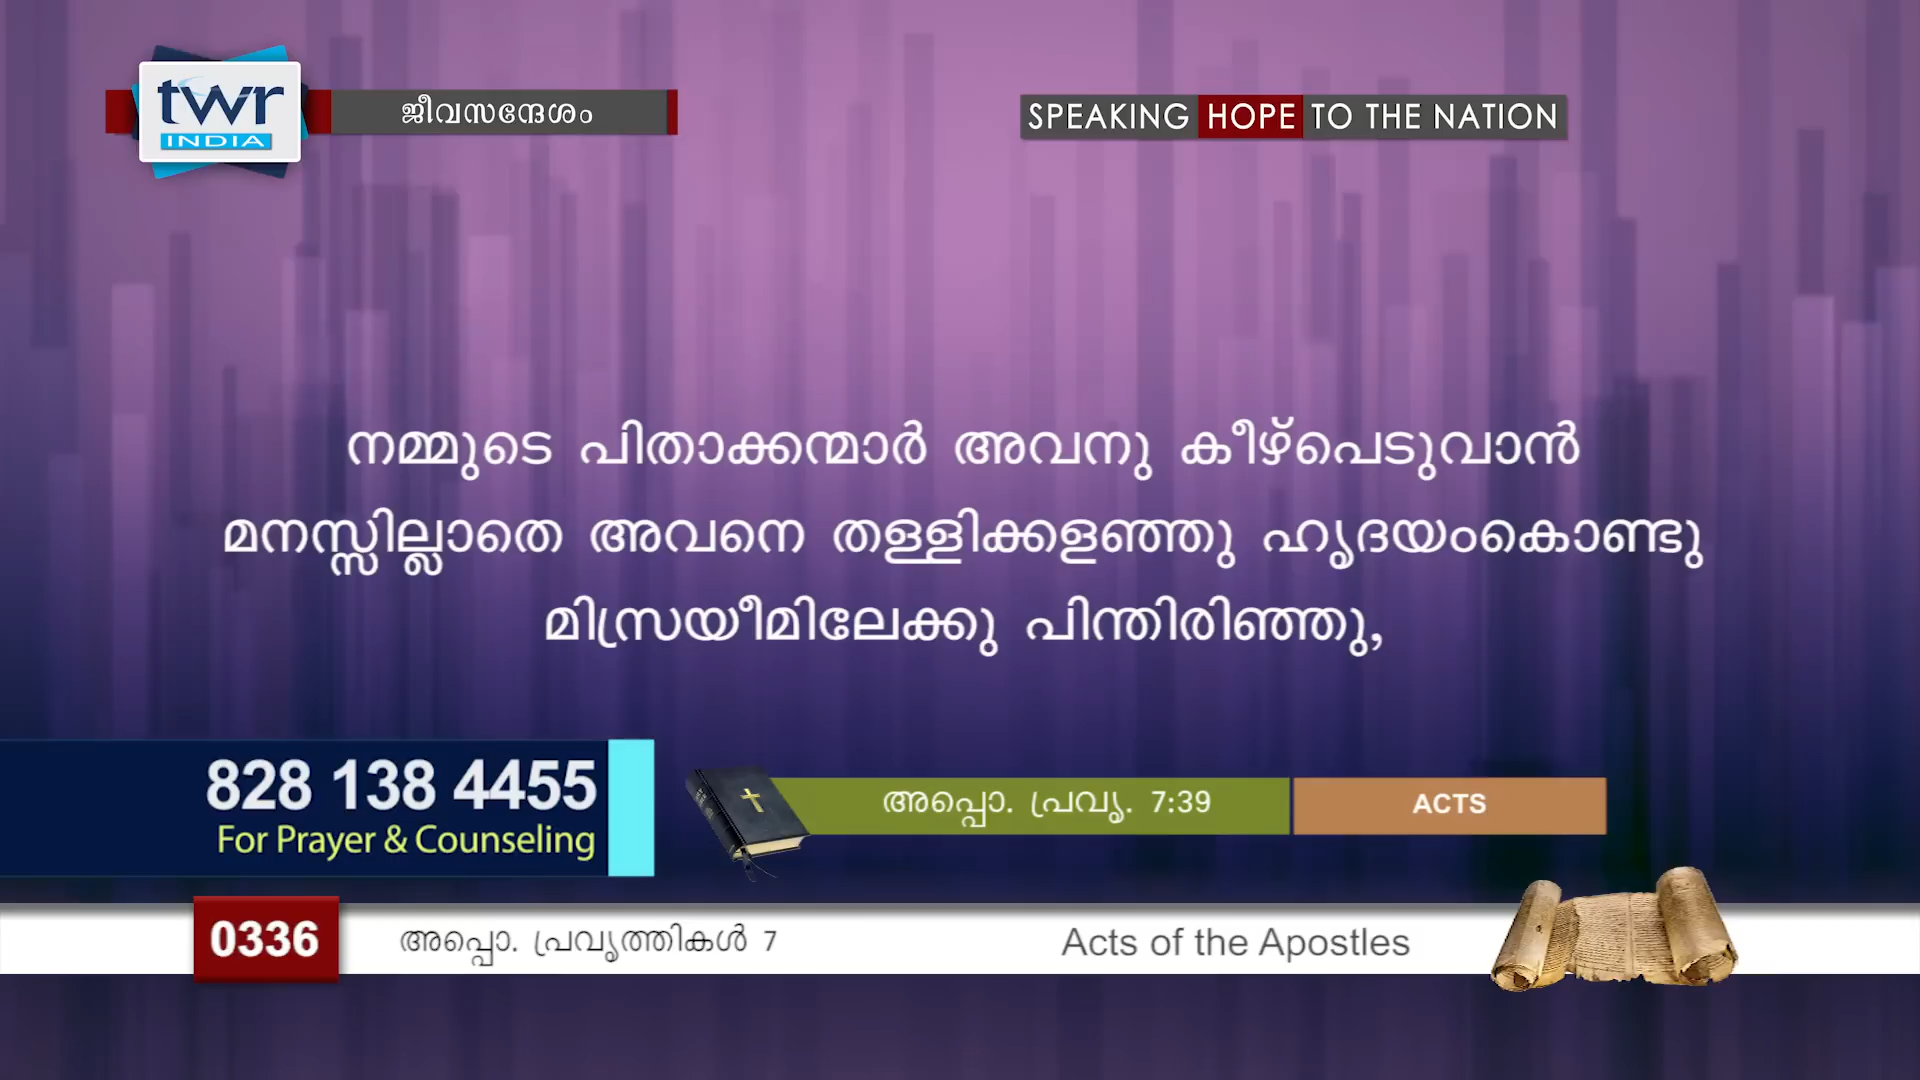 twr
INDIA
ജീവസന്ദേശം
SPEAKING HOPE TO THE NATION
നമ്മുടെ പിതാക്കന്മാർ അവനു കീഴ്പെടുവാൻ
മനസ്സില്ലാതെ അവനെ തള്ളിക്കളഞ്ഞു ഹൃദയംകൊണ്ടു
മിസ്രയീമിലേക്കു പിന്തിരിഞ്ഞു,
828 138 4455
For Prayer & Counseling
അപ്പൊ. പ്രവൃ. 7:39
ACTS
0336
അപ്പൊ. പ്രവൃത്തികൾ 7
Acts of the Apostles